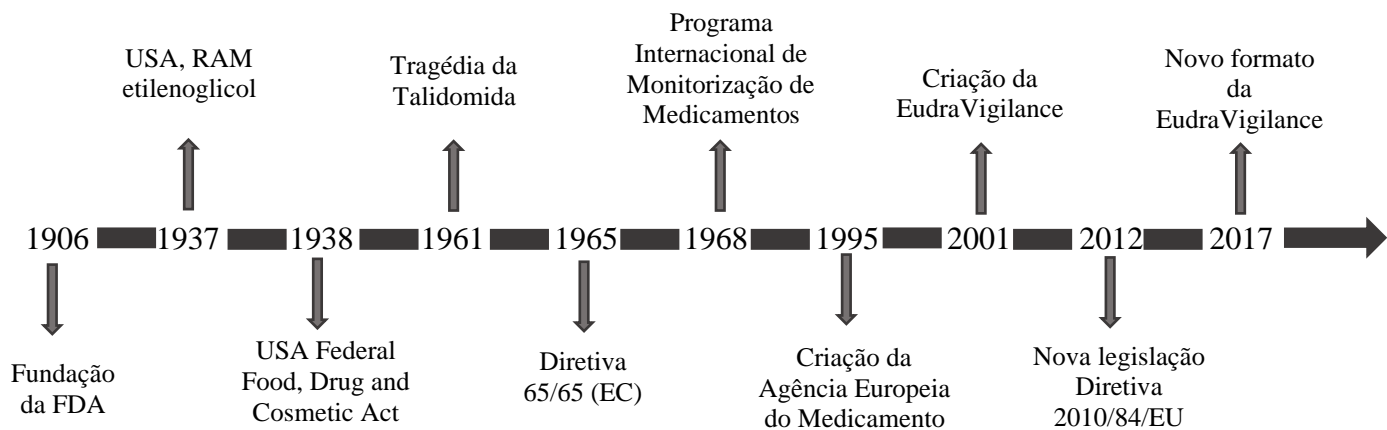 USA, RAM
etilenoglicol
Tragédia da
Talidomida
Programa
Internacional de
Monitorização de
Medicamentos
Criação da
EudraVigilance
Novo formato
da
EudraVigilance
1906 1937 1938 1961 1965 1968 1995 2001 2012 2017
Fundação
da FDA
USA Federal
Food, Drug and
Cosmetic Act
Diretiva
65/65 (EC)
Criação da
Agência Europeia
do Medicamento
Nova legislação
Diretiva
2010/84/EU